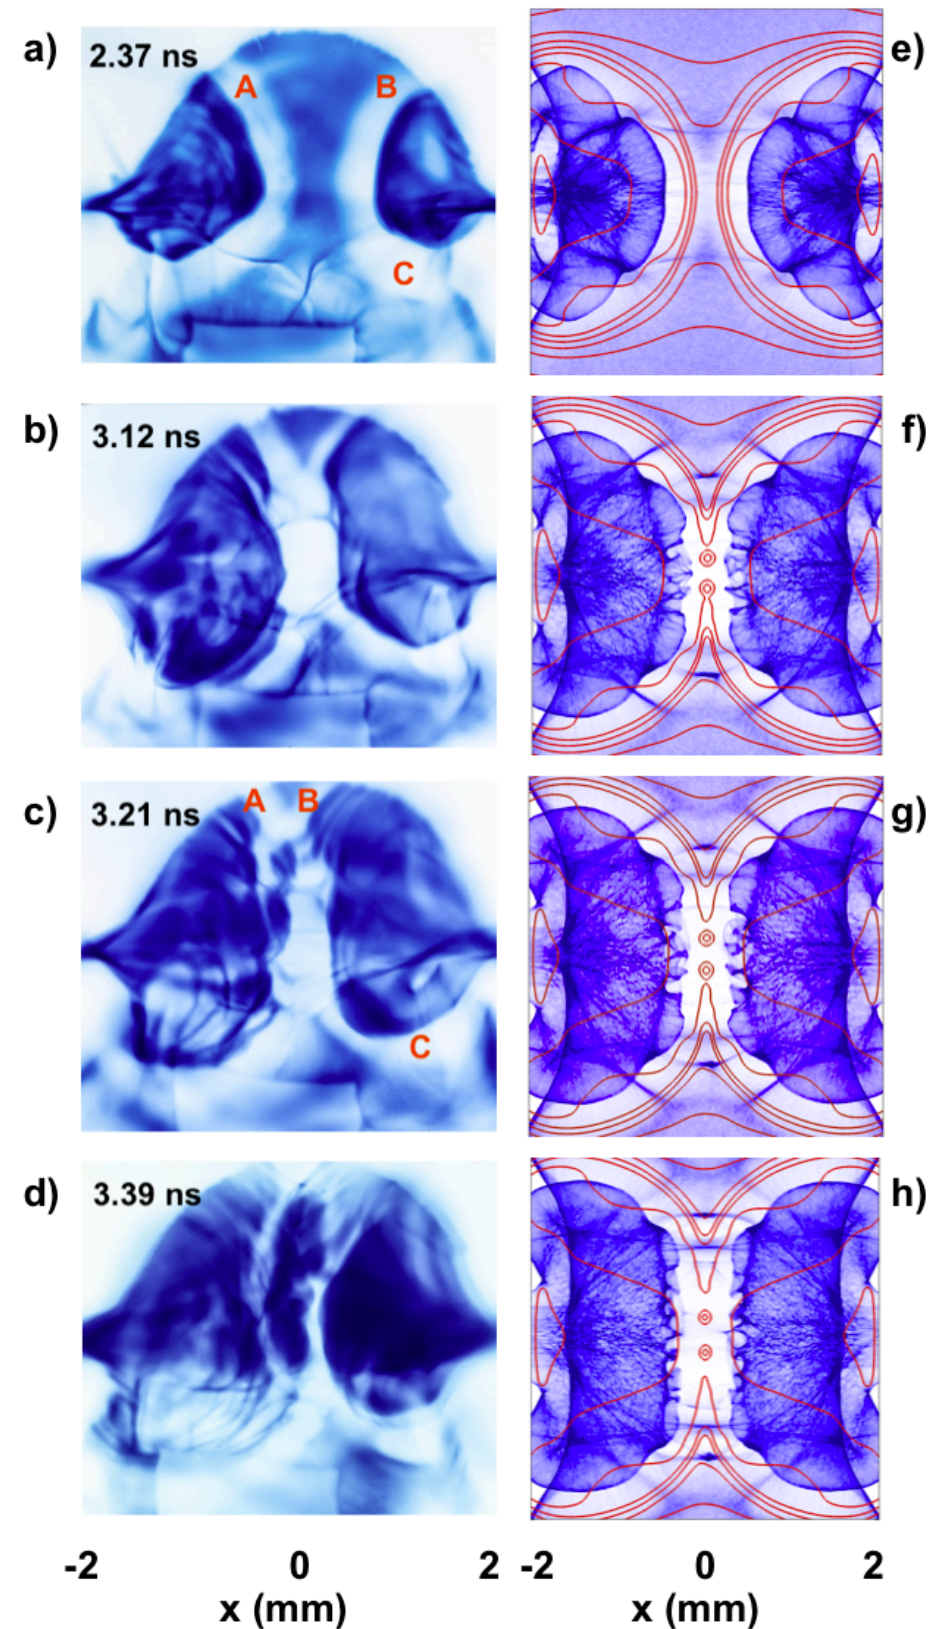 a)
2.37 ns
A
B
C
e)
b)
3.12 ns
f)
c)
3.21 ns
A
B
C
g)
d)
3.39 ns
h)
-2 0 2 -2 0 2
x (mm) x (mm)